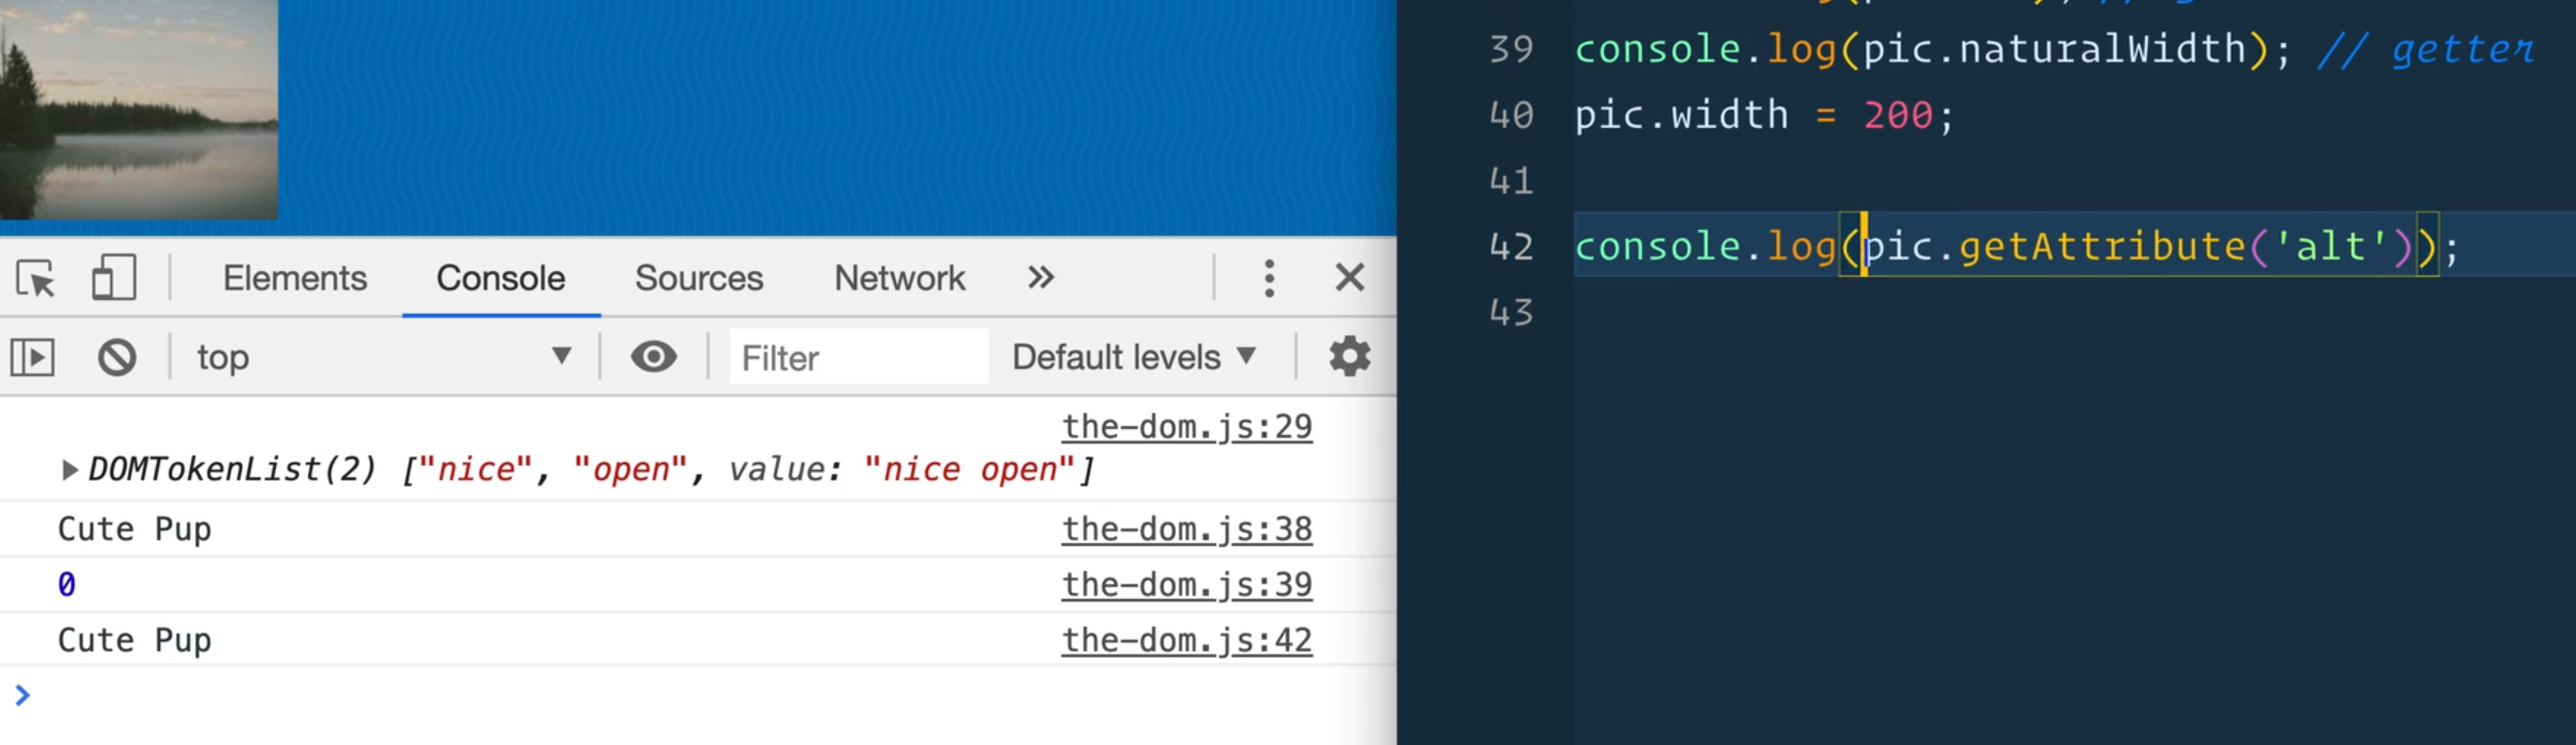 Elements Console Sources Network
top Filter Default levels
the-dom.js:29
DOMTokenList(2) ["nice", "open", value: "nice open"]
Cute Pup the-dom.js:38
0 the-dom.js:39
Cute Pup the-dom.js:42
39 console.log(pic.naturalWidth); // getter
40 pic.width = 200;
41
42 console.log(pic.getAttribute('alt'));
43